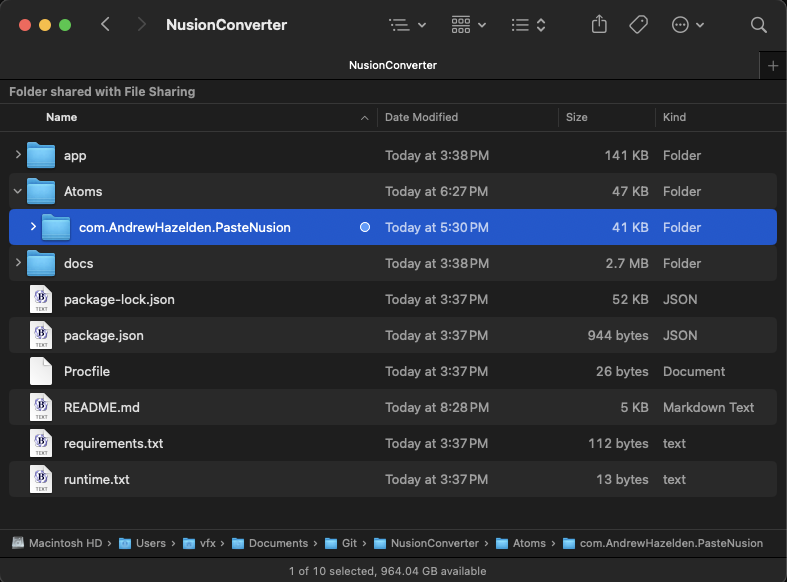 NusionConverter
NusionConverter
Folder shared with File Sharing
Name Date Modified Size Kind
app Today at 3:38 PM 141 KB Folder
Atoms Today at 6:27 PM 47 KB Folder
com.AndrewHazelden.PasteNusion Today at 5:30 PM 41 KB Folder
docs Today at 3:38 PM 2.7 MB Folder
package-lock.json Today at 3:37 PM 52 KB JSON
package.json Today at 3:37 PM 944 bytes JSON
Procfile Today at 3:37 PM 26 bytes Document
README.md Today at 8:28 PM 5 KB Markdown Text
requirements.txt Today at 3:37 PM 112 bytes text
runtime.txt Today at 3:37 PM 13 bytes text
Macintosh HD › Users › vfx › Documents › Git › NusionConverter › Atoms › com.AndrewHazelden.PasteNusion
1 of 10 selected, 964.04 GB available